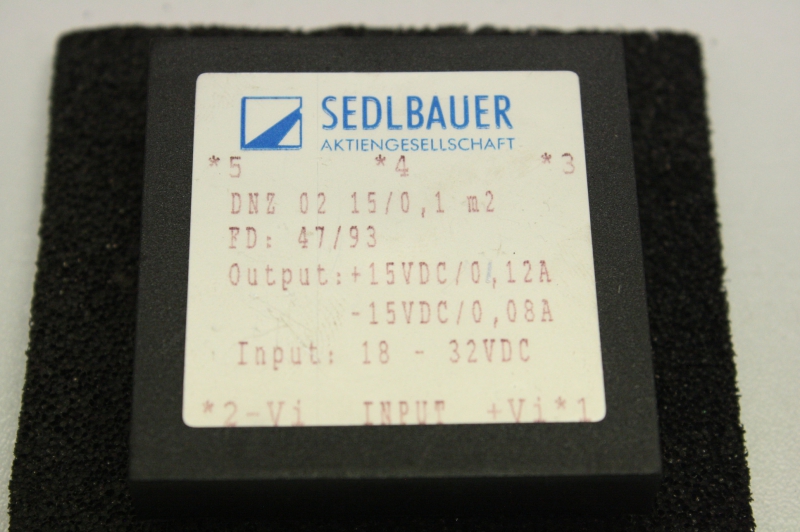 SEDLBAUER
AKTIENGESELLSCHAFT
*5 *4 *3
DNZ 02 15/0,1 m2
FD: 47/93
Output:+15VDC/0,12A
-15VDC/0,08A
Input: 18 - 32VDC
*2-Vi INPUT +Vi*1